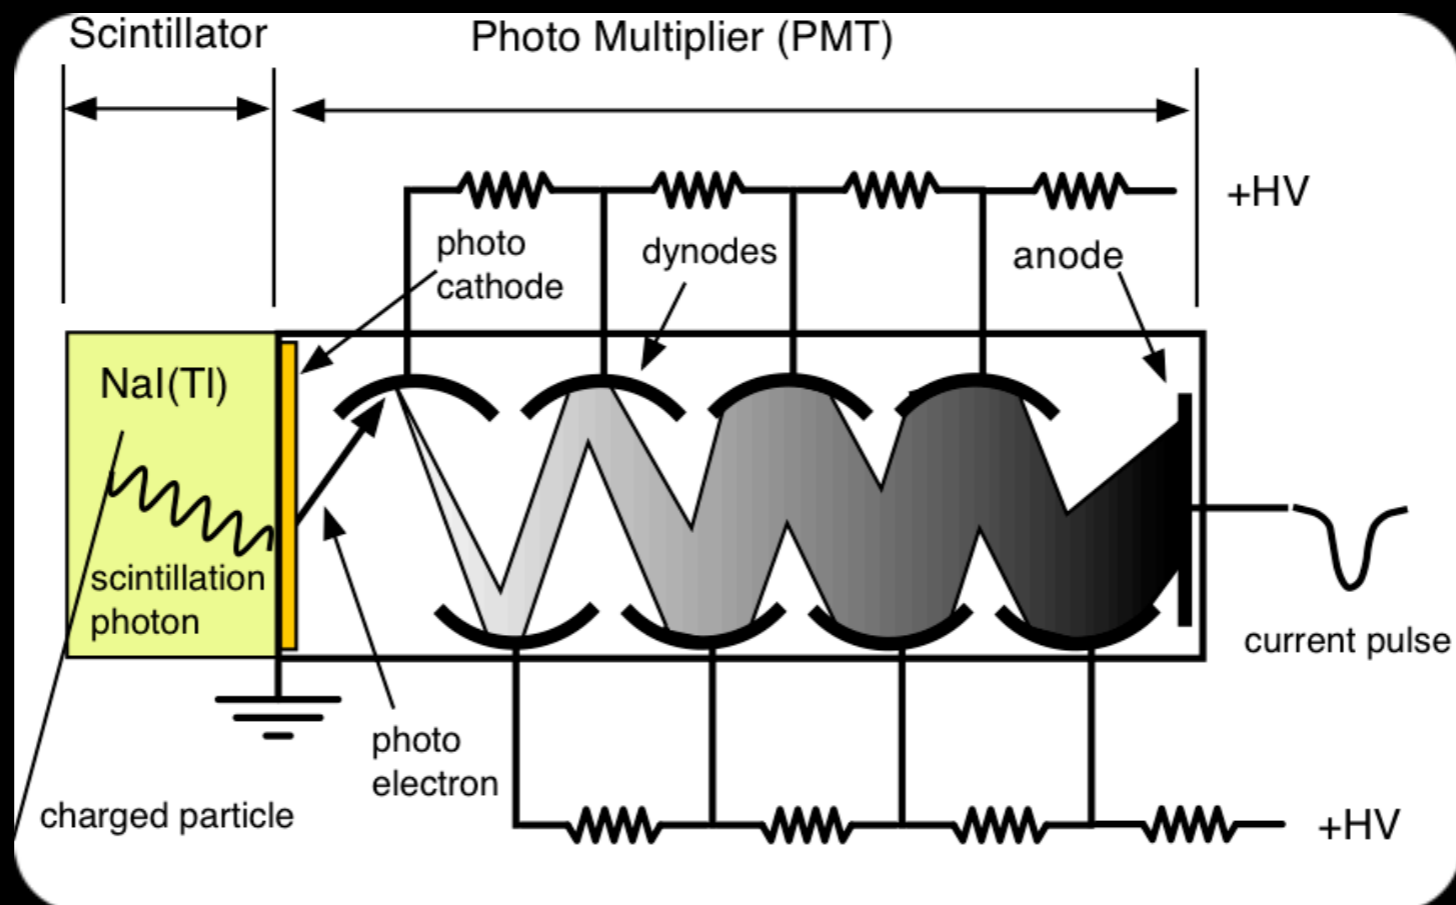 Scintillator
Photo Multiplier (PMT)
+HV
photo
cathode
dynodes
anode
NaI(Tl)
scintillation
photon
current pulse
photo
electron
charged particle
+HV